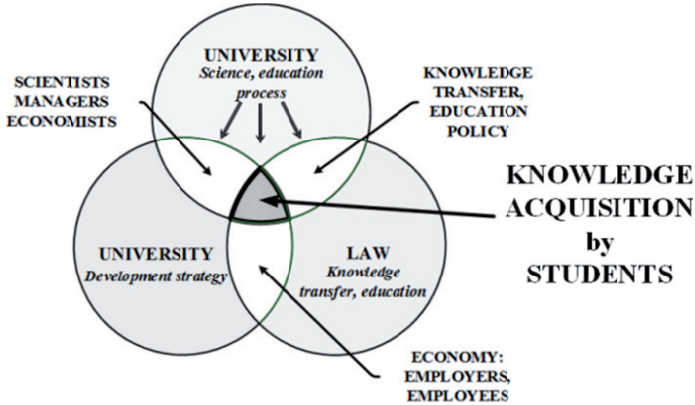 UNIVERSITY
Science, education
process
SCIENTISTS
MANAGERS
ECONOMISTS
KNOWLEDGE
TRANSFER,
EDUCATION
POLICY
KNOWLEDGE
ACQUISITION
by
STUDENTS
UNIVERSITY
Development strategy
LAW
Knowledge
transfer, education
ECONOMY:
EMPLOYERS,
EMPLOYEES